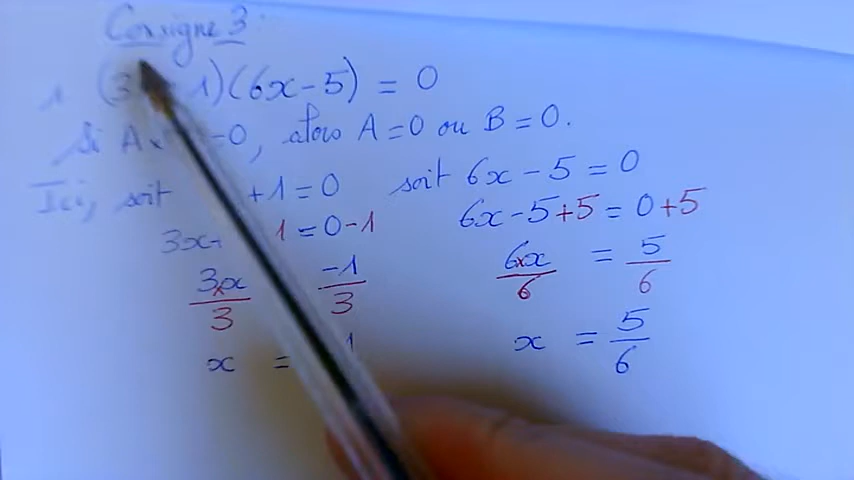 Consigne 3
1 (3 1)(6x-5) = 0
Si A x -0, alors A = 0 ou B = 0.
Ici, soit +1 = 0 soit 6x - 5 = 0
3x+ 1 = 0-1 6x-5+5 = 0+5
3x/3 -1/3 6x/6 = 5/6
x = 1 x = 5/6